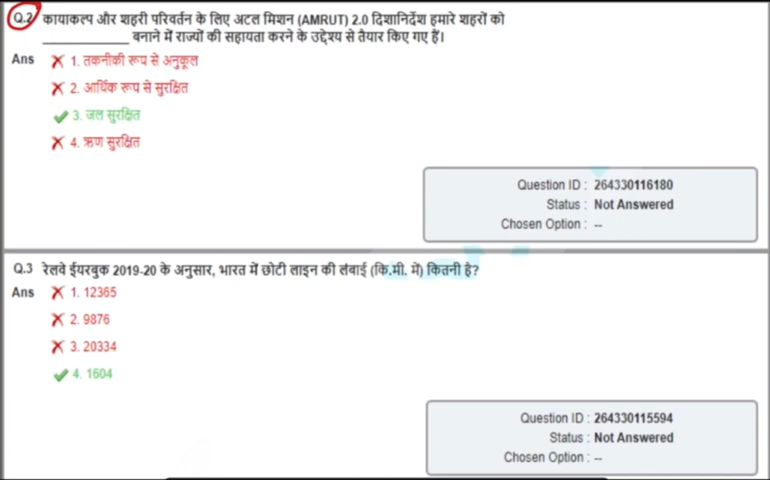 Q.2 कायाकल्प और शहरी परिवर्तन के लिए अटल मिशन (AMRUT) 2.0 दिशानिर्देश हमारे शहरों को
____________ बनाने में राज्यों की सहायता करने के उद्देश्य से तैयार किए गए हैं।
Ans 1. तकनीकी रूप से अनुकूल
2. आर्थिक रूप से सुरक्षित
3. जल सुरक्षित
4. ऋण सुरक्षित
Question ID : 264330116180
Status : Not Answered
Chosen Option : --
Q.3 रेलवे ईयरबुक 2019-20 के अनुसार, भारत में छोटी लाइन की लंबाई (कि.मी. में) कितनी है?
Ans 1. 12365
2. 9876
3. 20334
4. 1604
Question ID : 264330115594
Status : Not Answered
Chosen Option : --